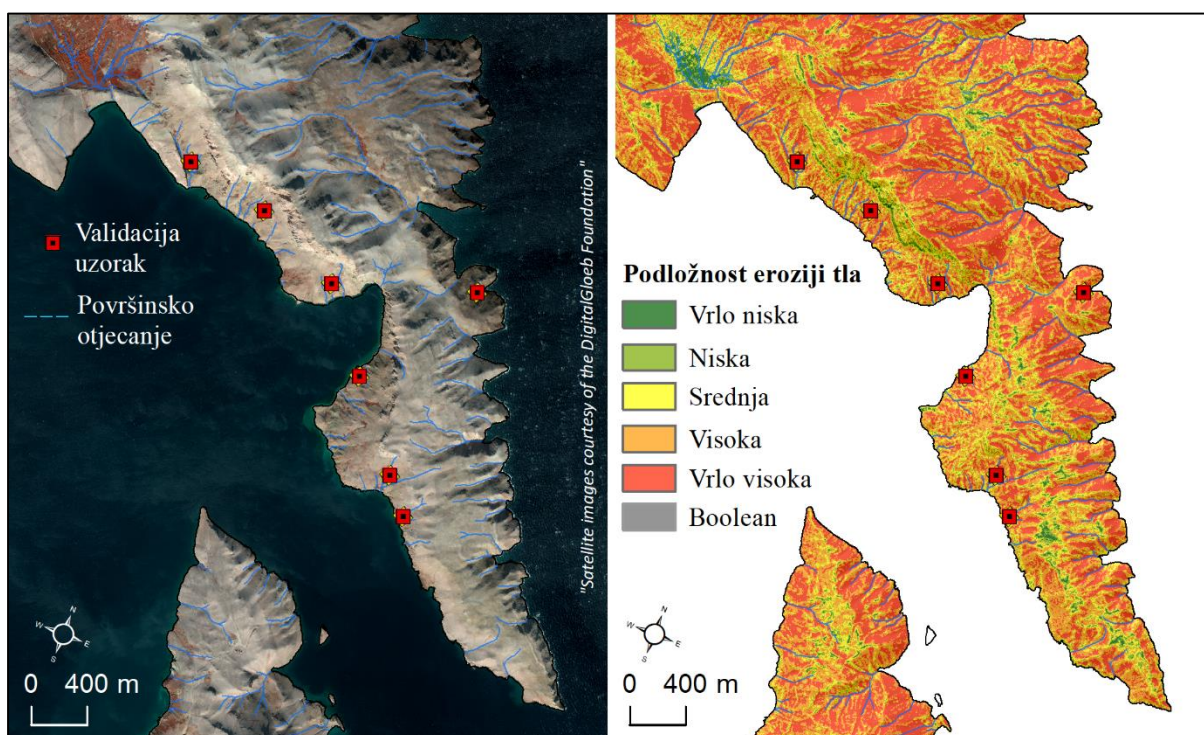 Validacija
uzorak
Površinsko
otjecanje
"Satellite images courtesy of the DigitalGloeb Foundation"
N
W
E
S
0 400 m
Podložnost eroziji tla
Vrlo niska
Niska
Srednja
Visoka
Vrlo visoka
Boolean
N
W
E
S
0 400 m